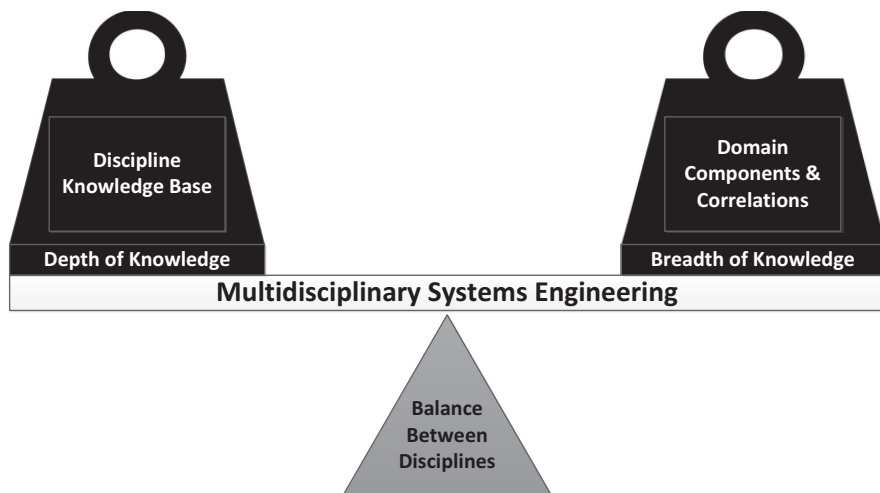 Discipline
Knowledge Base
Depth of Knowledge
Domain
Components &
Correlations
Breadth of Knowledge
Multidisciplinary Systems Engineering
Balance
Between
Disciplines